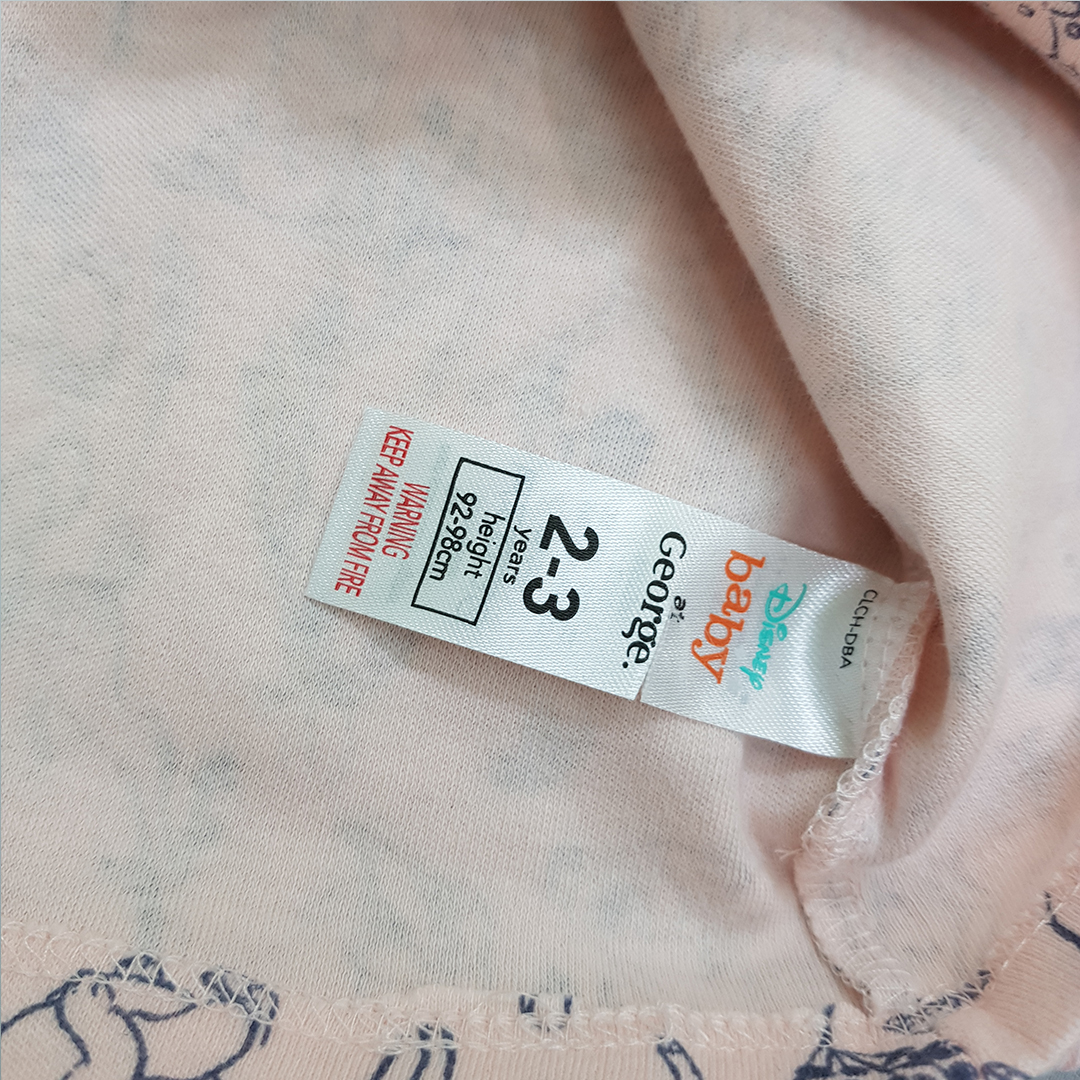 CLCH-DBA
Disney
baby
at
George.
2-3
years
height
92-98cm
WARNING
KEEP AWAY FROM FIRE